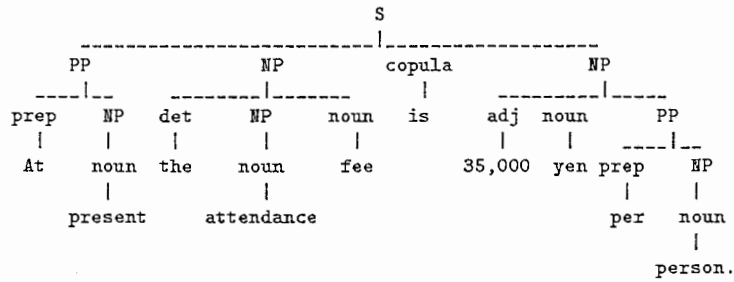 S
PP NP copula NP
prep NP det NP noun is adj noun PP
At noun the noun fee 35,000 yen prep NP
present attendance per noun
person.